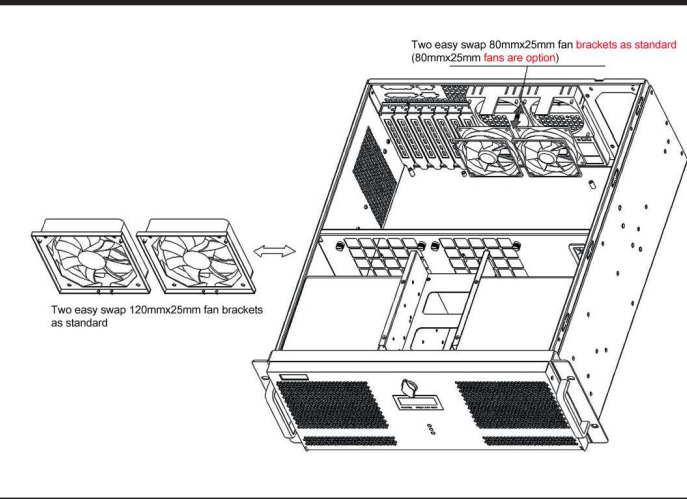 Two easy swap 80mmx25mm fan brackets as standard
(80mmx25mm fans are option)
Two easy swap 120mmx25mm fan brackets
as standard